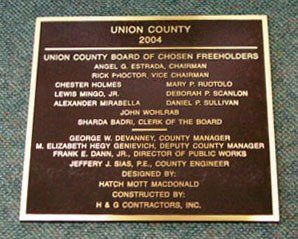 UNION COUNTY
2004
UNION COUNTY BOARD OF CHOSEN FREEHOLDERS
ANGEL G. ESTRADA, CHAIRMAN
RICK PROCTOR, VICE CHAIRMAN
CHESTER HOLMES MARY P. RUOTOLO
LEWIS MINGO, JR. DEBORAH P. SCANLON
ALEXANDER MIRABELLA DANIEL P. SULLIVAN
JOHN WOHLRAB
SHARDA BADRI, CLERK OF THE BOARD
GEORGE W. DEVANNEY, COUNTY MANAGER
M. ELIZABETH HEGY GENIEVICH, DEPUTY COUNTY MANAGER
FRANK E. DANN, JR., DIRECTOR OF PUBLIC WORKS
JEFFERY J. SIAS, P.E., COUNTY ENGINEER
DESIGNED BY:
HATCH MOTT MACDONALD
CONSTRUCTED BY:
H & G CONTRACTORS, INC.